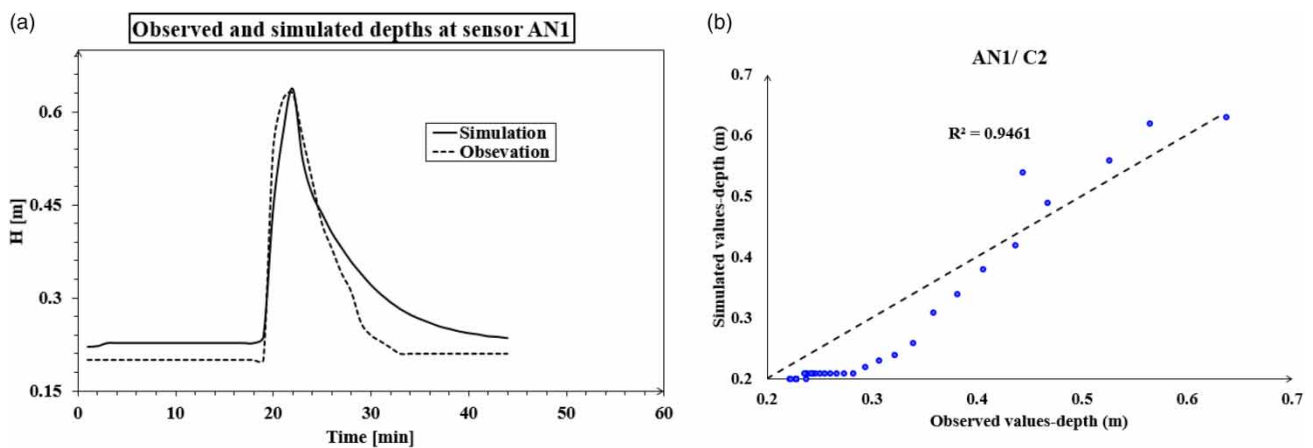 (a)
Observed and simulated depths at sensor AN1
0.6
0.45
0.3
0.15
H [m]
Simulation
Obsevation
0
10
20
30
40
50
60
Time [min]
(b)
AN1/ C2
R² = 0.9461
0.7
0.6
0.5
0.4
0.3
0.2
Simulated values-depth (m)
0.2
0.3
0.4
0.5
0.6
0.7
Observed values-depth (m)